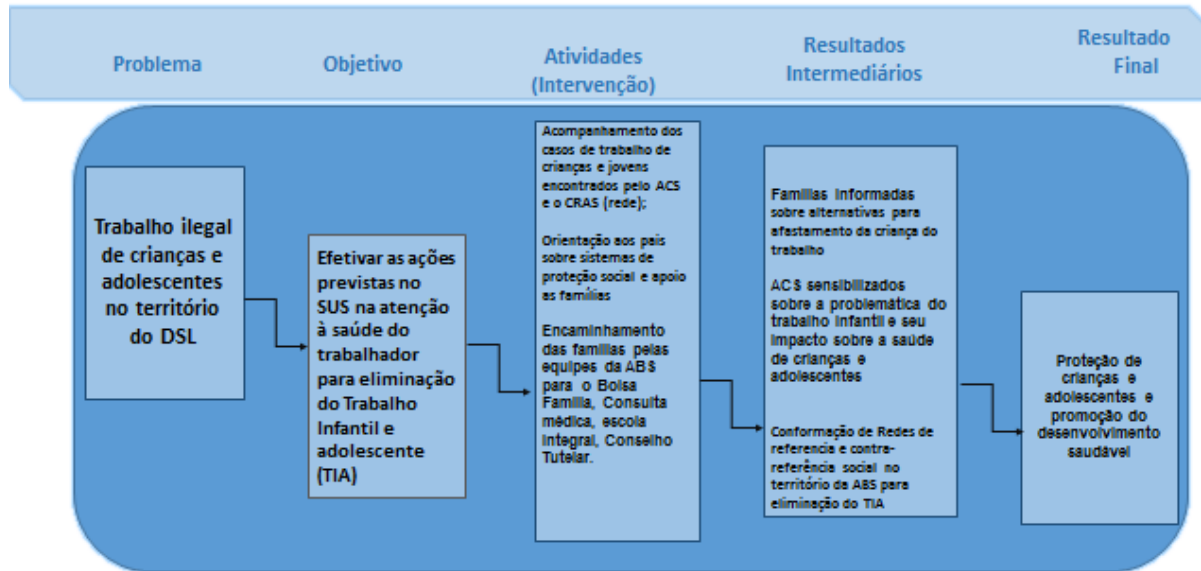 Problema
Objetivo
Atividades
(Intervenção)
Resultados
Intermediários
Resultado
Final
Trabalho ilegal
de crianças e
adolescentes
no território
do DSL
Efetivar as ações
previstas no
SUS na atenção
à saúde do
trabalhador
para eliminação
do Trabalho
Infantil e
adolescente
(TIA)
Acompanhamento dos
casos de trabalho de
crianças e jovens
encontrados pelo ACS
e o CRAS (rede);
Orientação aos pais
sobre sistemas de
proteção social e apoio
as famílias
Encaminhamento
das famílias pelas
equipes da ABS
para o Bolsa
Família, Consulta
médica, escola
Integral, Conselho
Tutelar.
Famílias Informadas
sobre alternativas para
afastamento da criança do
trabalho
ACS sensibilizados
sobre a problemática do
trabalho infantil e seu
impacto sobre a saúde
de crianças e
adolescentes
Conformação de Redes de
referencia e contra-
referência social no
território da ABS para
eliminação do TIA
Proteção de
crianças e
adolescentes e
promoção do
desenvolvimento
saudável